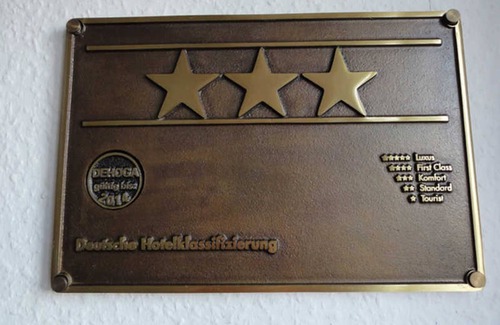 DEHOGA
gültig bis:
★★★★★ Luxus
★★★★ First Class
★★★ Komfort
★★ Standard
★ Tourist
Deutsche Hotelklassifizierung